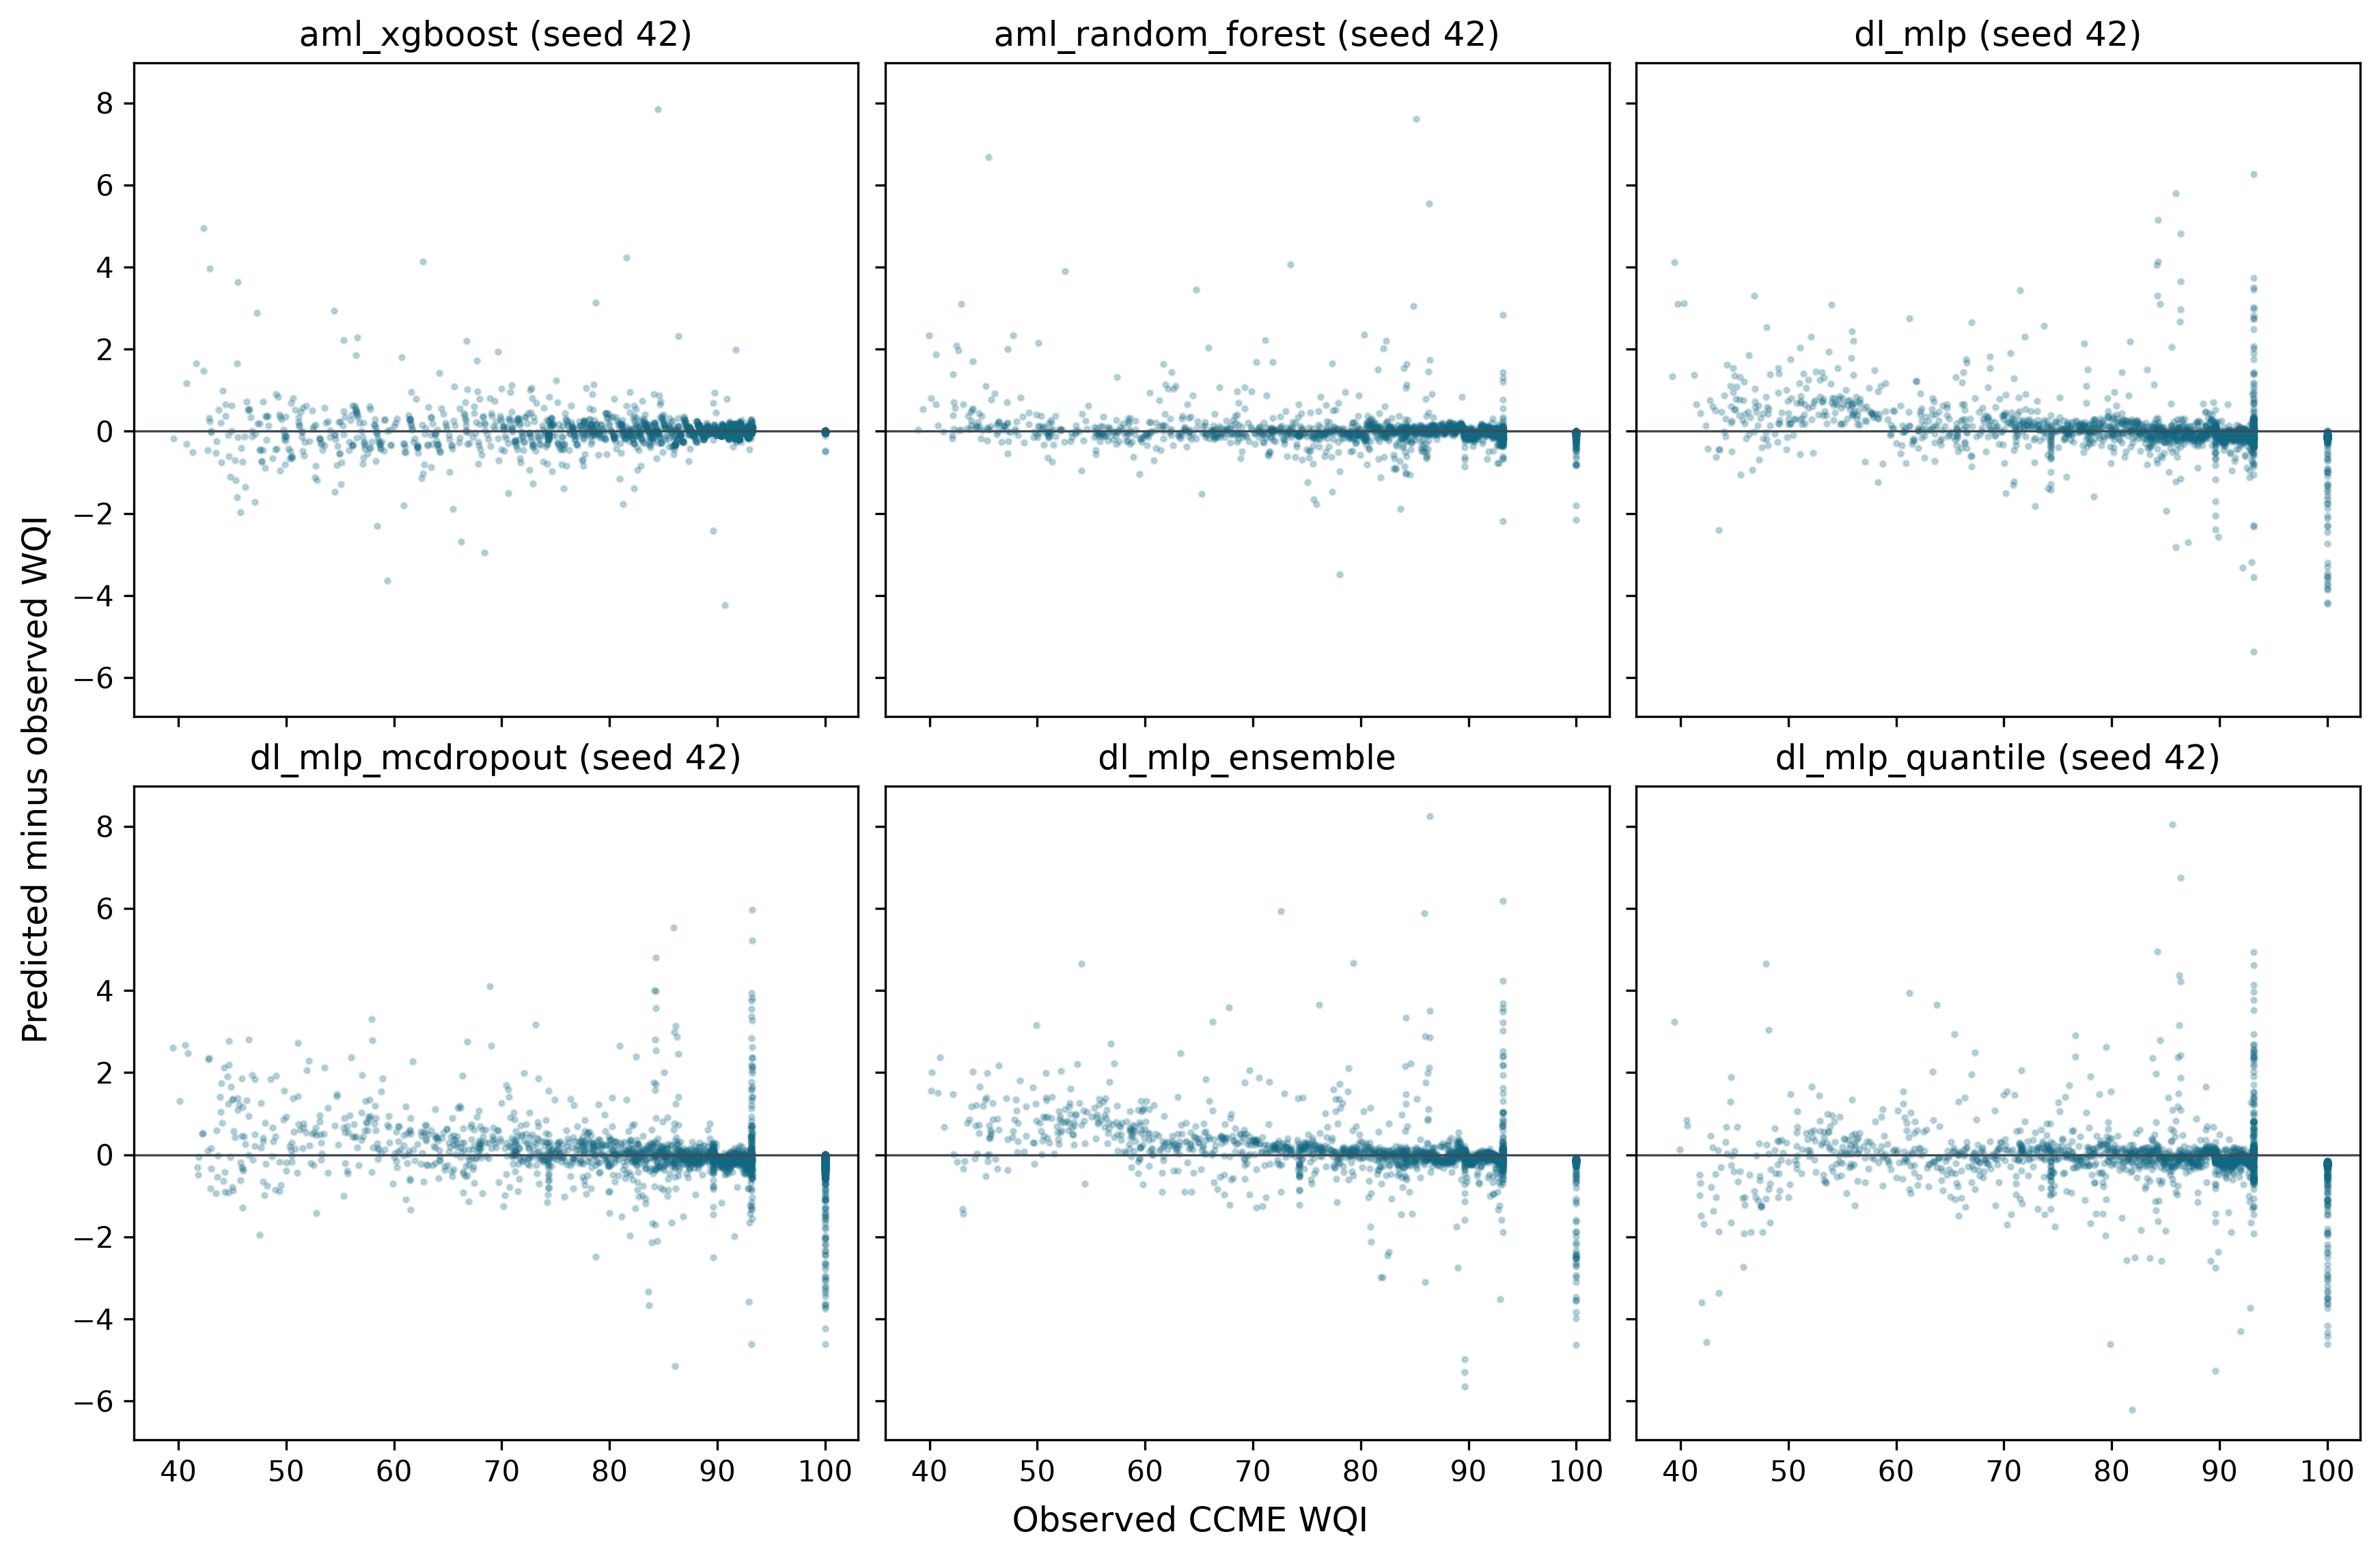 aml_xgboost (seed 42)
aml_random_forest (seed 42)
dl_mlp (seed 42)
8
6
4
2
0
−2
−4
−6
dl_mlp_mcdropout (seed 42)
dl_mlp_ensemble
dl_mlp_quantile (seed 42)
8
6
4
2
0
−2
−4
−6
40 50 60 70 80 90 100
40 50 60 70 80 90 100
40 50 60 70 80 90 100
Predicted minus observed WQI
Observed CCME WQI